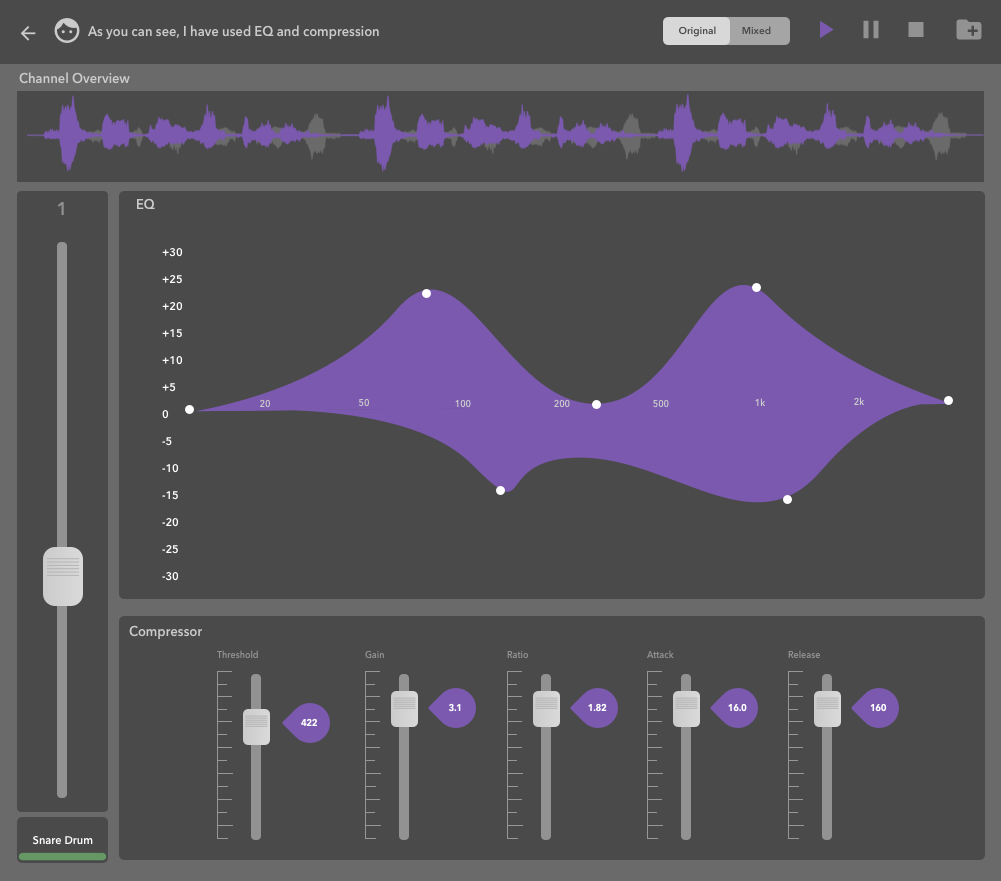 As you can see, I have used EQ and compression
Original Mixed
Channel Overview
1
EQ
+30
+25
+20
+15
+10
+5
20 50 100 200 500 1k 2k
0
-5
-10
-15
-20
-25
-30
Compressor
Threshold Gain Ratio Attack Release
422 3.1 1.82 16.0 160
Snare Drum